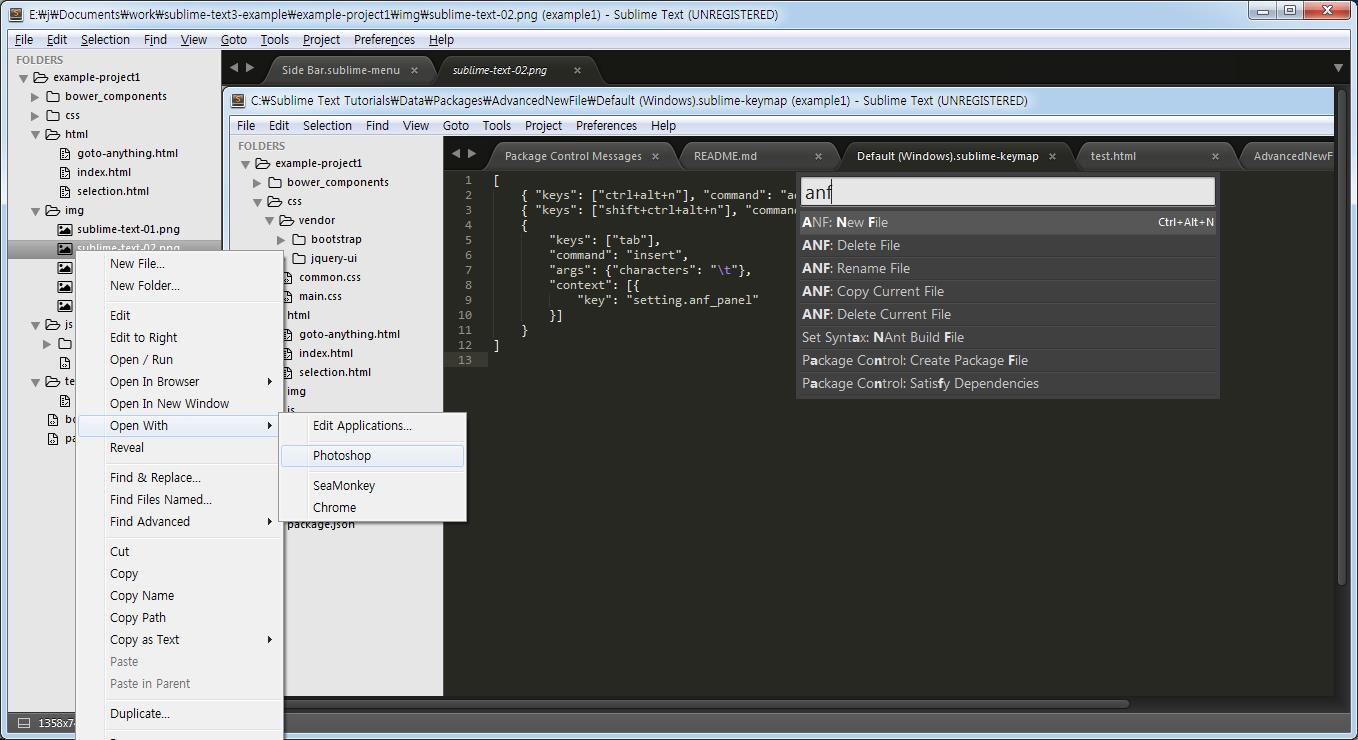 E:\j\Documents\work\sublime-text3-example\example-project1\img\sublime-text-02.png (example1) - Sublime Text (UNREGISTERED)
File Edit Selection Find View Goto Tools Project Preferences Help
FOLDERS
example-project1
bower_components
css
html
goto-anything.html
index.html
selection.html
img
sublime-text-01.png
sublime-text-02.png
js
Side Bar.sublime-menu
sublime-text-02.png
C:\Sublime Text Tutorials\Data\Packages\AdvancedNewFile\Default (Windows).sublime-keymap (example1) - Sublime Text (UNREGISTERED)
File Edit Selection Find View Goto Tools Project Preferences Help
FOLDERS
example-project1
bower_components
css
vendor
bootstrap
jquery-ui
common.css
main.css
html
goto-anything.html
index.html
selection.html
img
js
package.json
Package Control Messages
README.md
Default (Windows).sublime-keymap
test.html
AdvancedNewF
1 [
2 { "keys": ["ctrl+alt+n"], "command": "a
3 { "keys": ["shift+ctrl+alt+n"], "comman
4 {
5 "keys": ["tab"],
6 "command": "insert",
7 "args": {"characters": "\t"},
8 "context": [{
9 "key": "setting.anf_panel"
10 }]
11 }
12 ]
13
anf
ANF: New File Ctrl+Alt+N
ANF: Delete File
ANF: Rename File
ANF: Copy Current File
ANF: Delete Current File
Set Syntax: NAnt Build File
Package Control: Create Package File
Package Control: Satisfy Dependencies
New File...
New Folder...
Edit
Edit to Right
Open / Run
Open In Browser
Open In New Window
Open With
Reveal
Find & Replace...
Find Files Named...
Find Advanced
Cut
Copy
Copy Name
Copy Path
Copy as Text
Paste
Paste in Parent
Duplicate...
Edit Applications...
Photoshop
SeaMonkey
Chrome